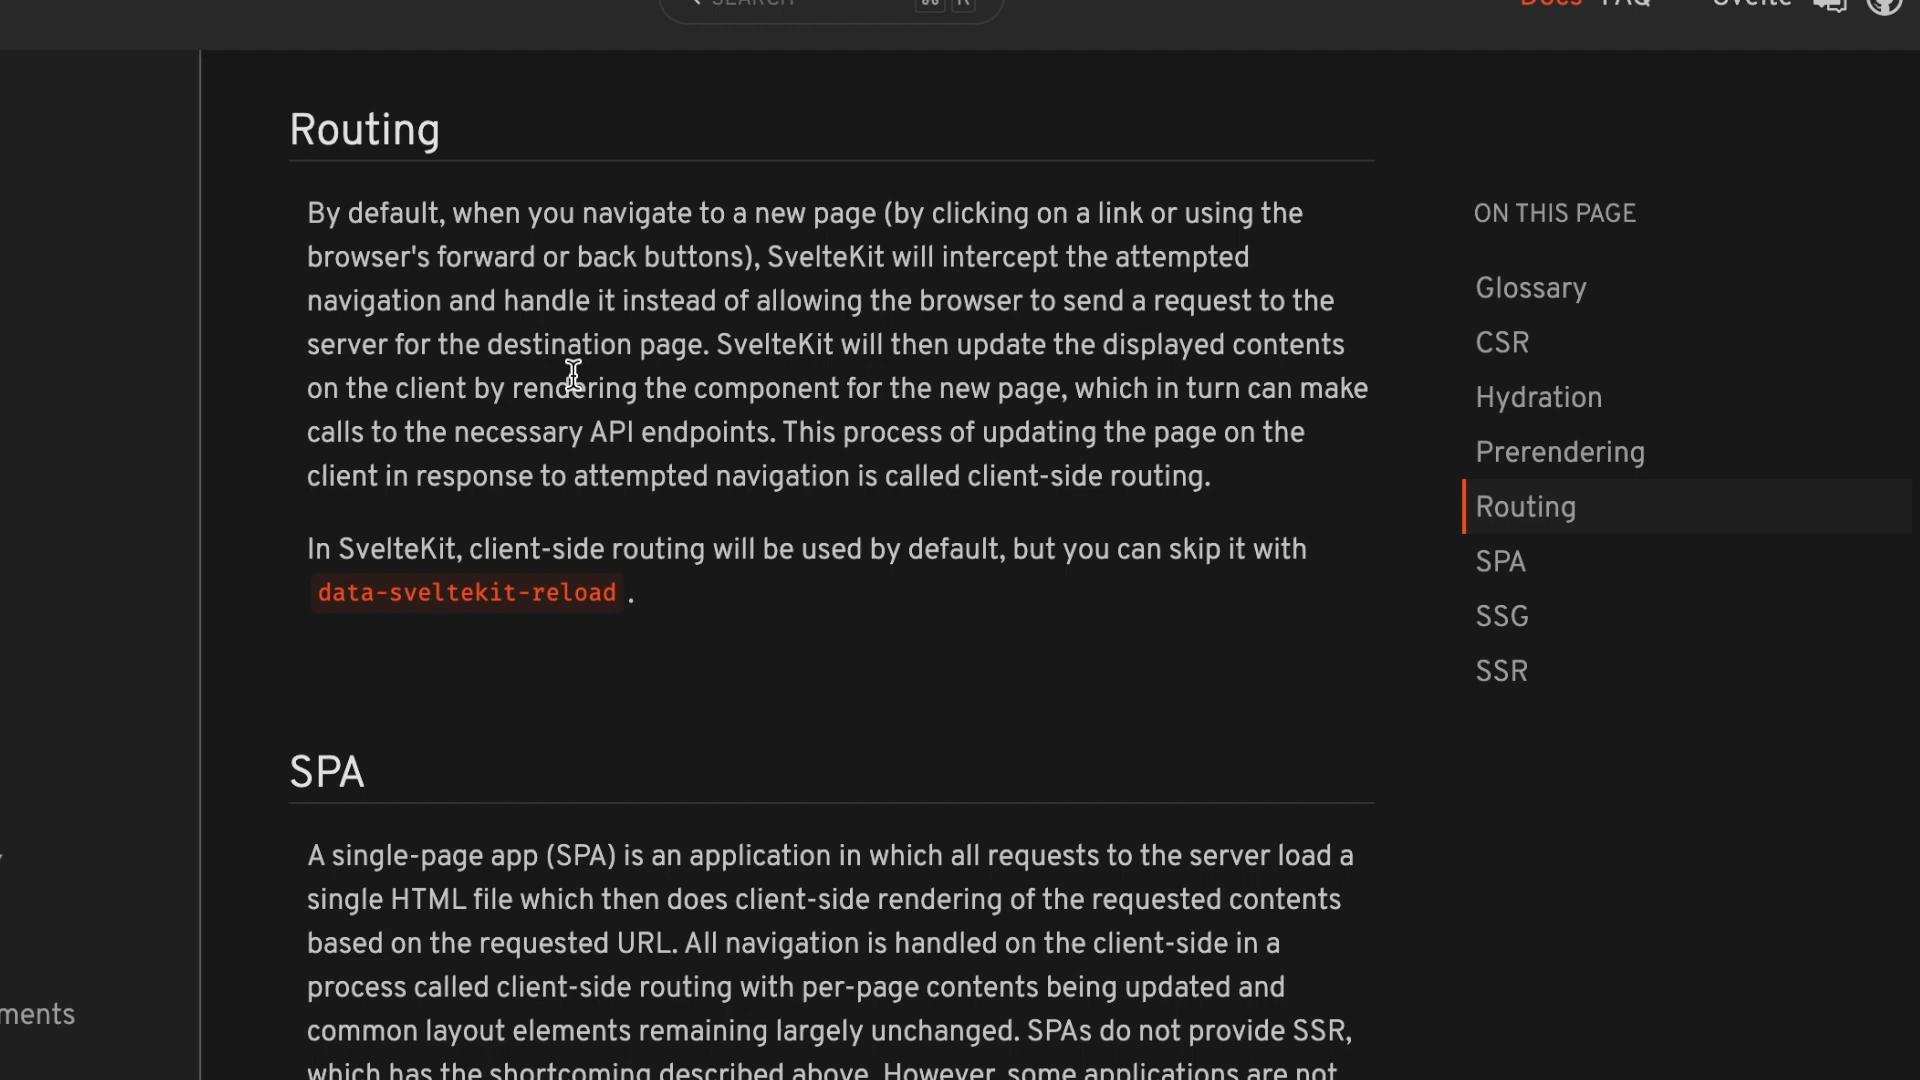 SEARCH
Docs FAQ Svelte
Routing
By default, when you navigate to a new page (by clicking on a link or using the
browser's forward or back buttons), SvelteKit will intercept the attempted
navigation and handle it instead of allowing the browser to send a request to the
server for the destination page. SvelteKit will then update the displayed contents
on the client by rendering the component for the new page, which in turn can make
calls to the necessary API endpoints. This process of updating the page on the
client in response to attempted navigation is called client-side routing.
In SvelteKit, client-side routing will be used by default, but you can skip it with
data-sveltekit-reload .
SPA
A single-page app (SPA) is an application in which all requests to the server load a
single HTML file which then does client-side rendering of the requested contents
based on the requested URL. All navigation is handled on the client-side in a
process called client-side routing with per-page contents being updated and
common layout elements remaining largely unchanged. SPAs do not provide SSR,
which has the shortcoming described above. However, some applications are not
ON THIS PAGE
Glossary
CSR
Hydration
Prerendering
Routing
SPA
SSG
SSR
ments